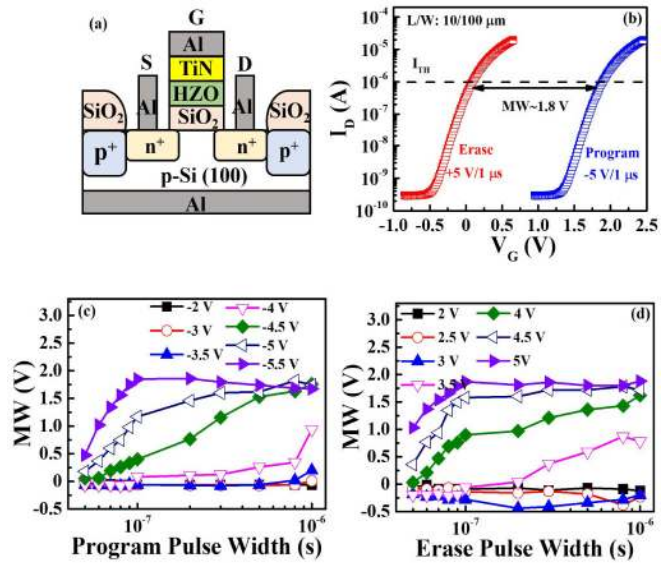 (a)
G
Al
TiN
HZO
SiO₂
S
D
Al
Al
SiO₂
SiO₂
p⁺
n⁺
n⁺
p⁺
p-Si (100)
Al
(b)
L/W: 10/100 μm
I_TH
MW~1.8 V
Erase
+5 V/1 μs
Program
-5 V/1 μs
I_D (A)
10⁻⁴
10⁻⁵
10⁻⁶
10⁻⁷
10⁻⁸
10⁻⁹
10⁻¹⁰
-1.0 -0.5 0 0.5 1.0 1.5 2.0 2.5
V_G (V)
(c)
-2 V
-3 V
-3.5 V
-4 V
-4.5 V
-5 V
-5.5 V
MW (V)
3.0
2.5
2.0
1.5
1.0
0.5
0.0
-0.5
10⁻⁷ 10⁻⁶
Program Pulse Width (s)
(d)
2 V
2.5 V
3 V
3.5 V
4 V
4.5 V
5V
MW (V)
3.0
2.5
2.0
1.5
1.0
0.5
0.0
-0.5
10⁻⁷ 10⁻⁶
Erase Pulse Width (s)